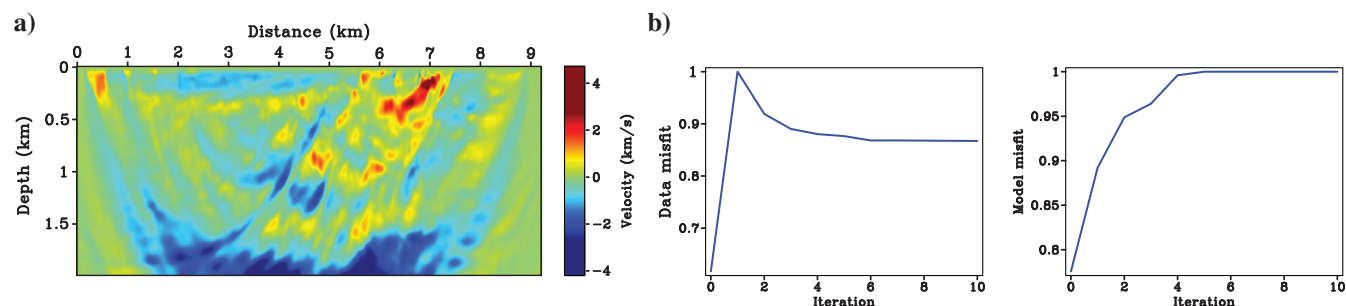 a)
Distance (km)
0 1 2 3 4 5 6 7 8 9
Depth (km)
0
0.5
1
1.5
4
2
0
−2
−4
Velocity (km/s)
b)
Data misfit
1
0.9
0.8
0.7
0 2 4 6 8 10
Iteration
Model misfit
1
0.95
0.9
0.85
0.8
0 2 4 6 8 10
Iteration